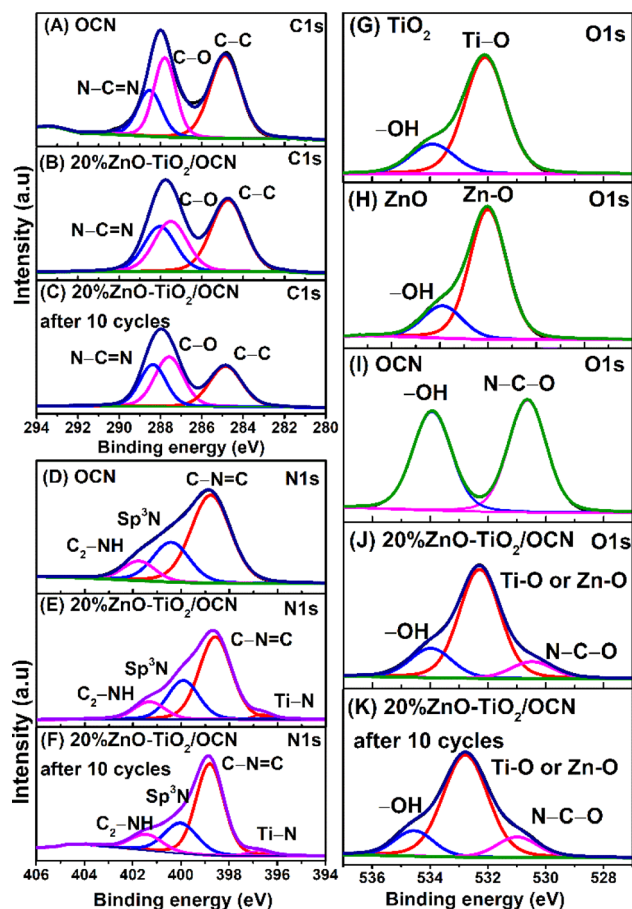 (A) OCN
C1s
C–C
C–O
N–C=N
(B) 20%ZnO-TiO2/OCN
C1s
C–O
C–C
N–C=N
(C) 20%ZnO-TiO2/OCN
C1s
after 10 cycles
N–C=N
C–O
C–C
294 292 290 288 286 284 282 280
Binding energy (eV)
Intensity (a.u)
(D) OCN
N1s
C–N=C
Sp3N
C2–NH
(E) 20%ZnO-TiO2/OCN
N1s
C–N=C
Sp3N
C2–NH
Ti–N
(F) 20%ZnO-TiO2/OCN
N1s
after 10 cycles
C–N=C
Sp3N
C2–NH
Ti–N
406 404 402 400 398 396 394
Binding energy (eV)
Intensity (a.u)
(G) TiO2
Ti–O
O1s
–OH
(H) ZnO
Zn-O
O1s
–OH
(I) OCN
O1s
–OH
N–C–O
(J) 20%ZnO-TiO2/OCN
O1s
Ti-O or Zn-O
–OH
N–C–O
(K) 20%ZnO-TiO2/OCN
after 10 cycles
Ti-O or Zn-O
–OH
N–C–O
536 534 532 530 528
Binding energy (eV)